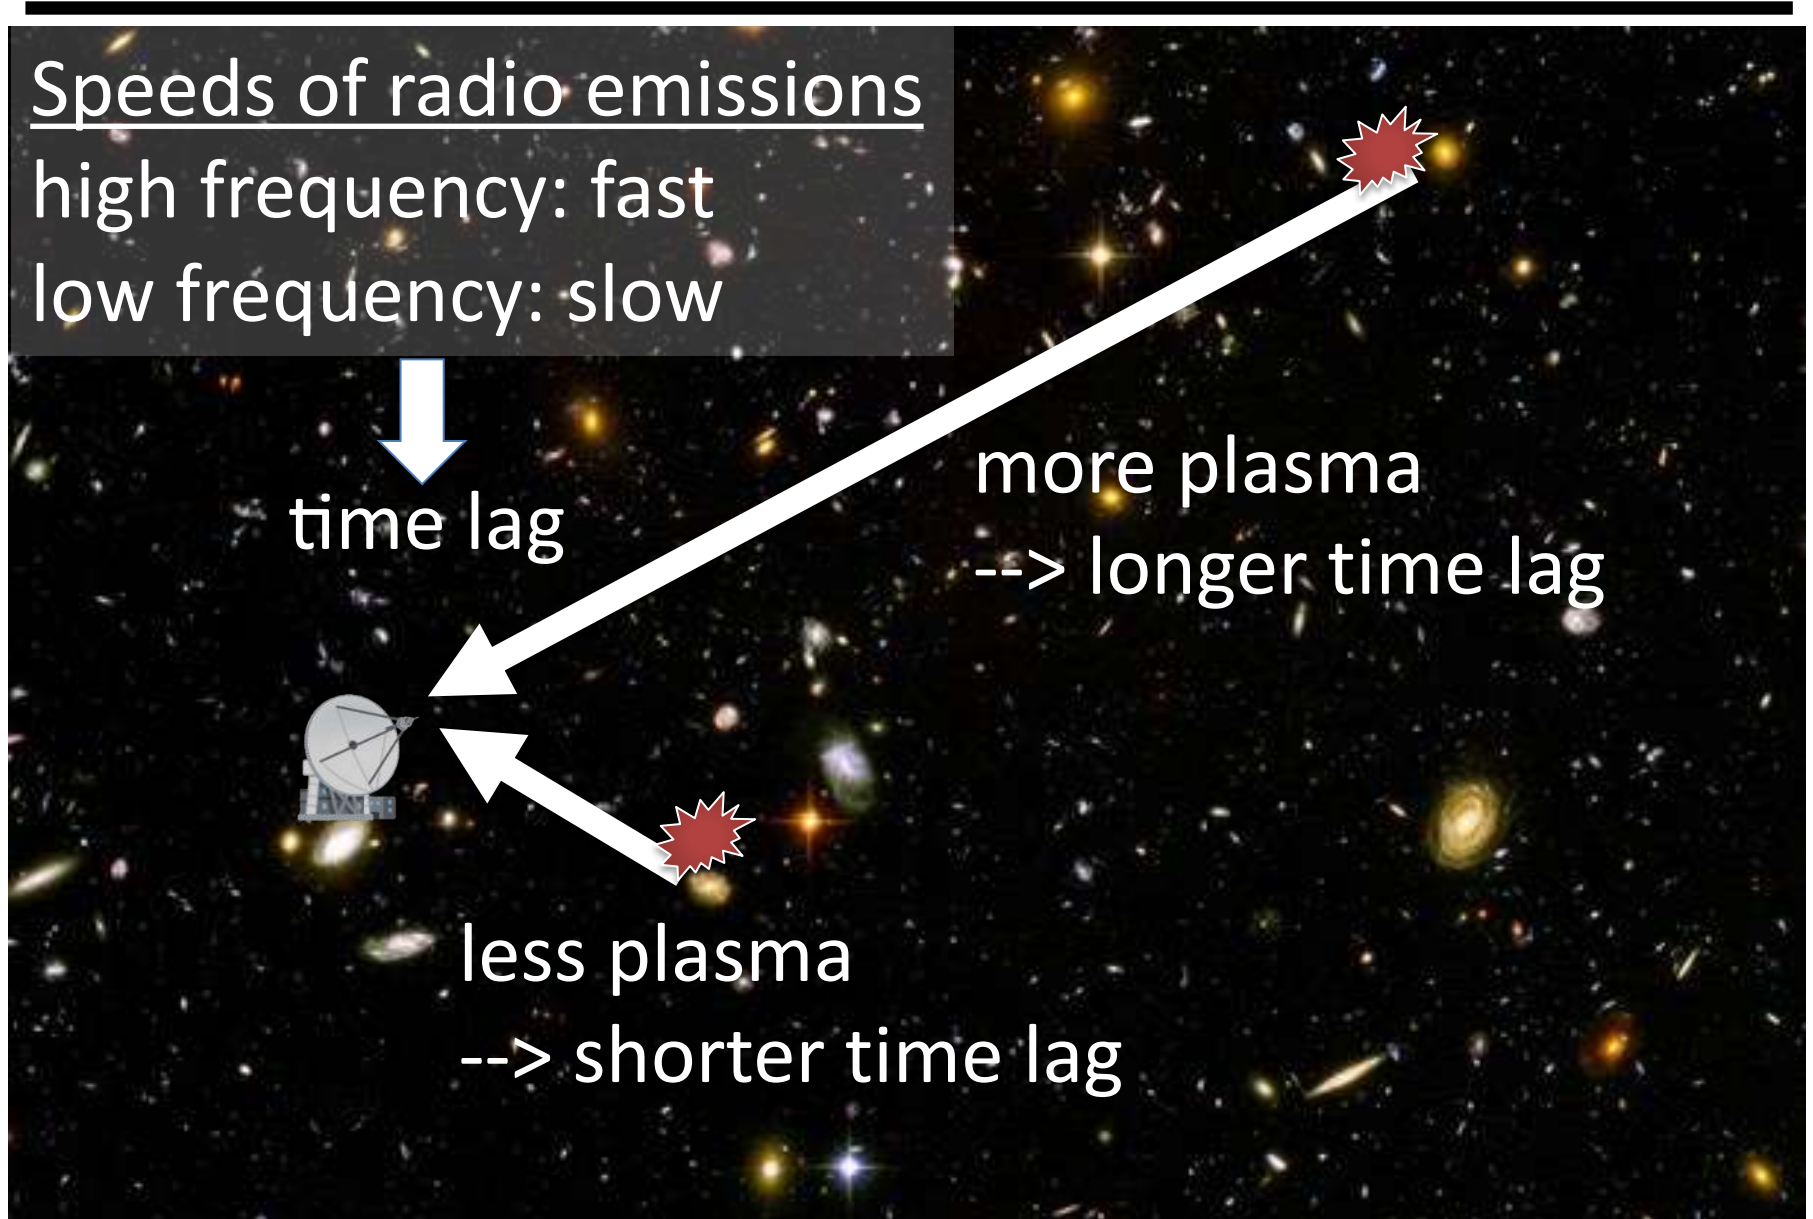 Speeds of radio emissions
high frequency: fast
low frequency: slow
time lag
more plasma
--> longer time lag
less plasma
--> shorter time lag